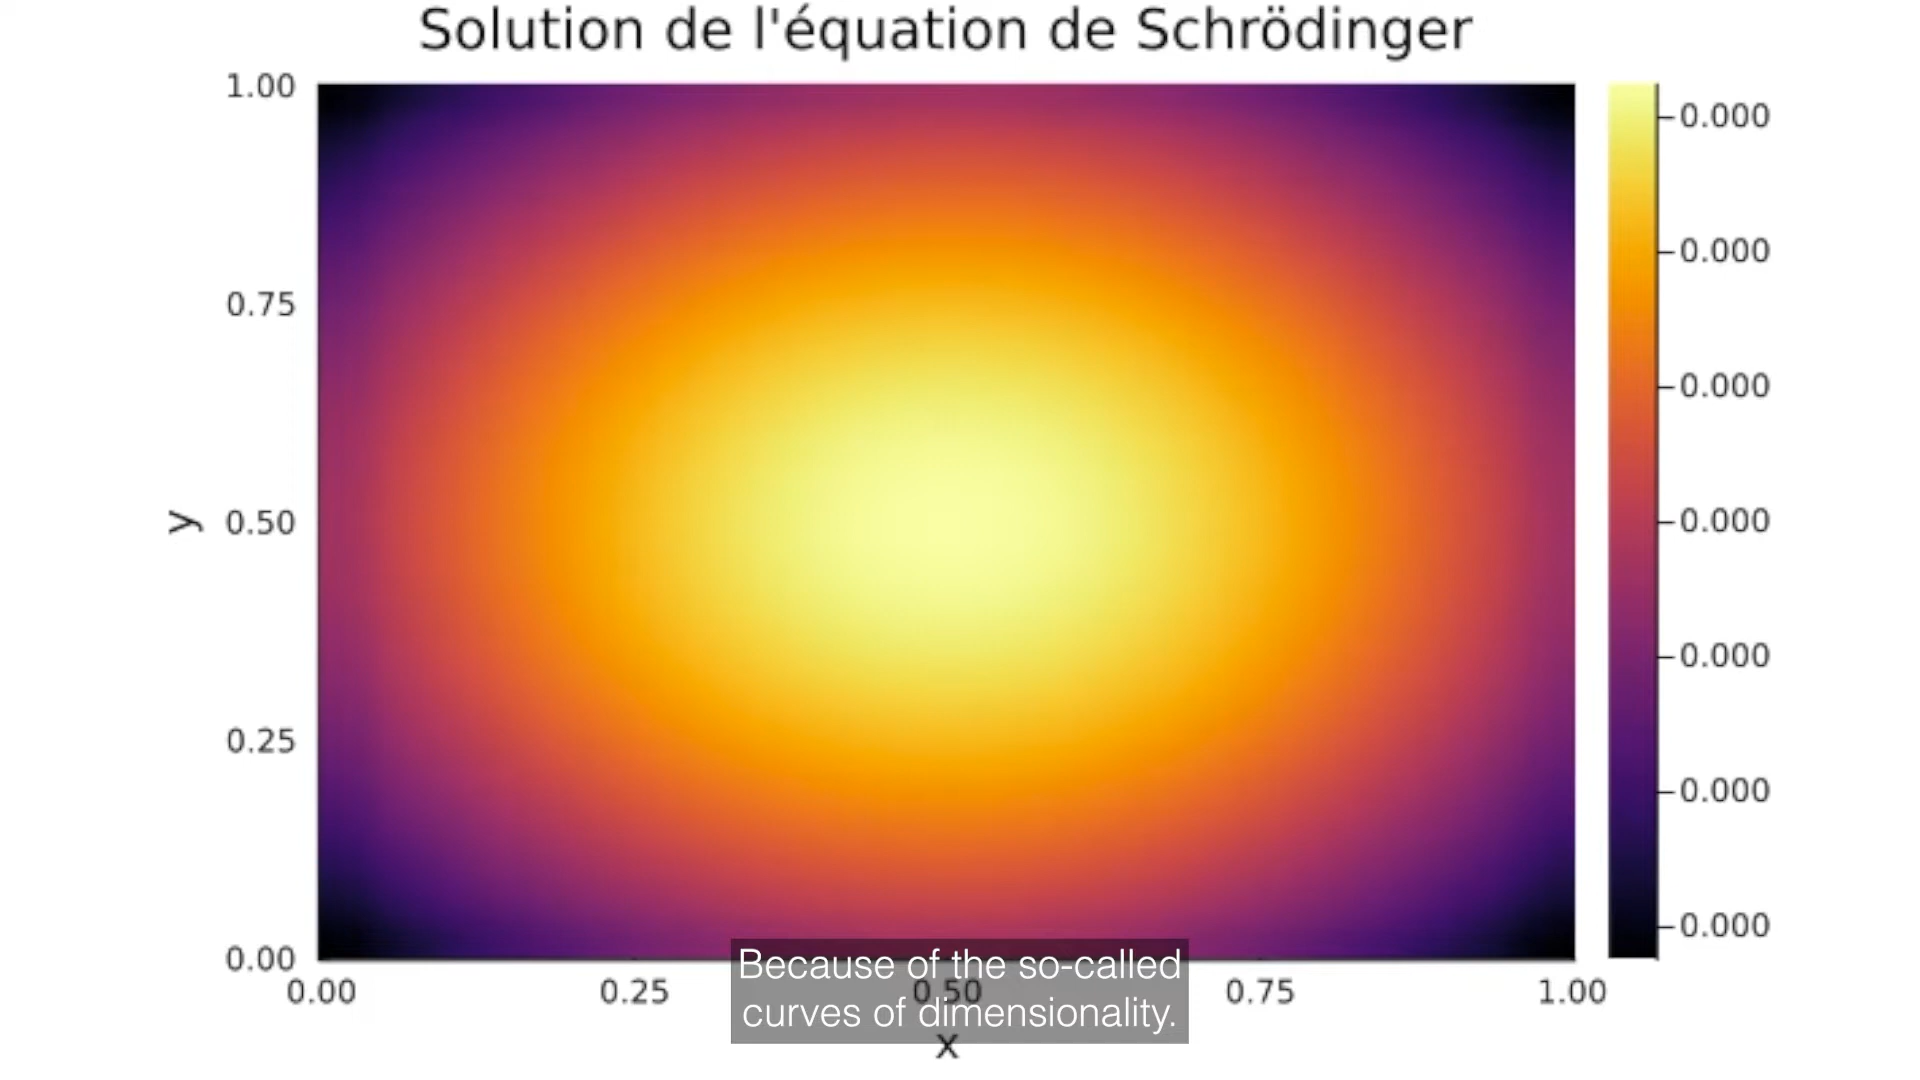 Solution de l'équation de Schrödinger
1.00
0.75
y
0.50
0.25
0.00
0.00 0.25 0.50 0.75 1.00
x
0.000
0.000
0.000
0.000
0.000
0.000
0.000
Because of the so-called
curves of dimensionality.